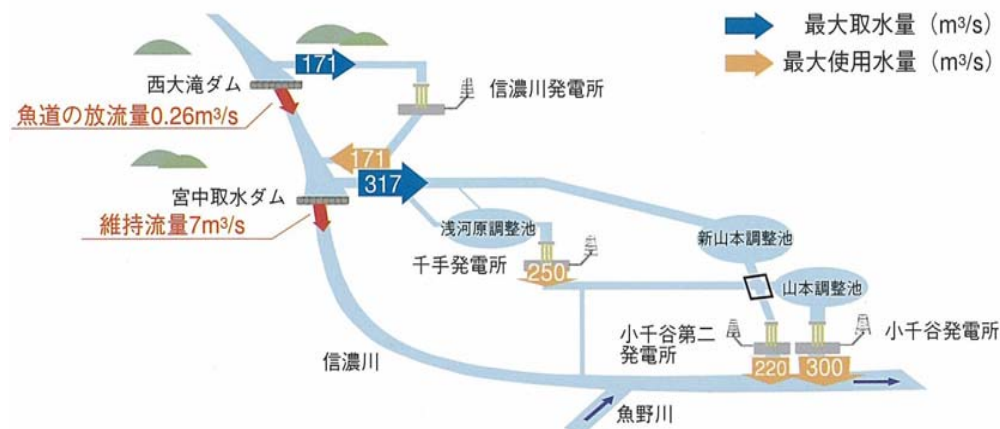 最大取水量（m³/s）
最大使用水量（m³/s）
171
西大滝ダム
信濃川発電所
魚道の放流量0.26m³/s
171
317
宮中取水ダム
維持流量7m³/s
浅河原調整池
新山本調整池
千手発電所
250
山本調整池
小千谷第二
発電所
小千谷発電所
220
300
信濃川
魚野川